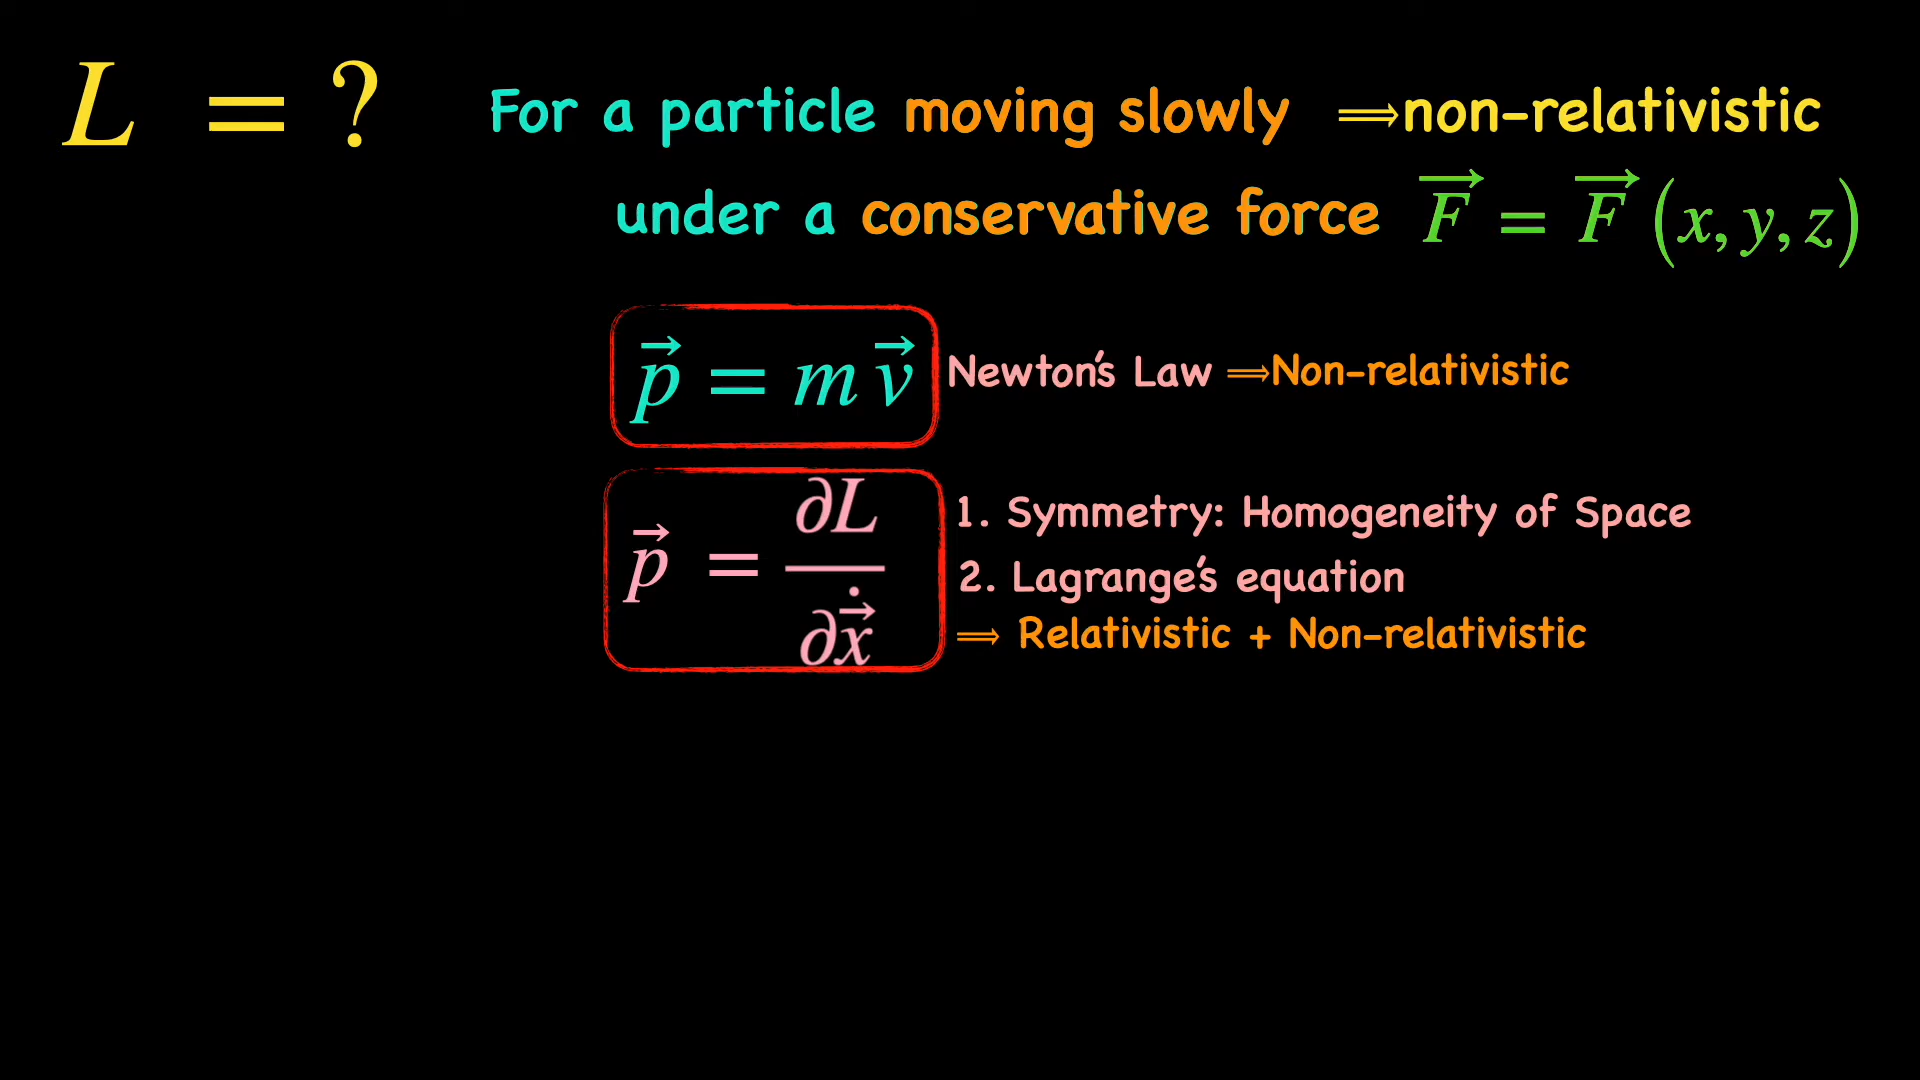 L = ?
For a particle moving slowly ⟹non-relativistic
under a conservative force F⃗ = F⃗ (x, y, z)
p⃗ = m v⃗
Newton's Law ⟹Non-relativistic
p⃗ = ∂L / ∂ẋ⃗
1. Symmetry: Homogeneity of Space
2. Lagrange's equation
⟹ Relativistic + Non-relativistic